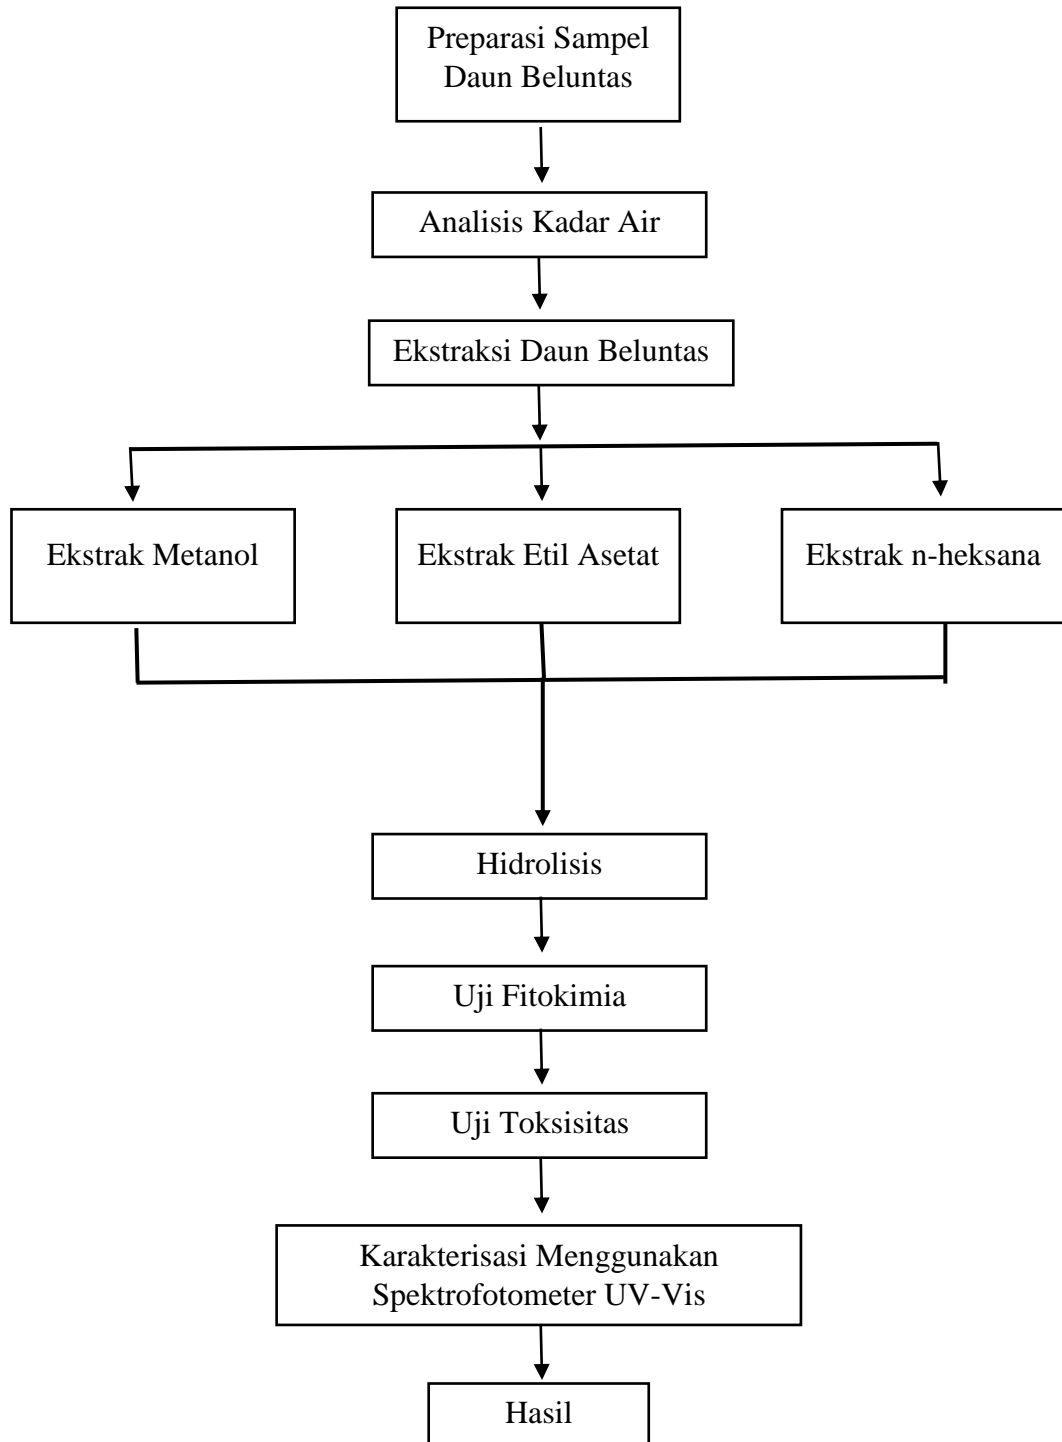 Preparasi Sampel
Daun Beluntas
Analisis Kadar Air
Ekstraksi Daun Beluntas
Ekstrak Metanol
Ekstrak Etil Asetat
Ekstrak n-heksana
Hidrolisis
Uji Fitokimia
Uji Toksisitas
Karakterisasi Menggunakan
Spektrofotometer UV-Vis
Hasil